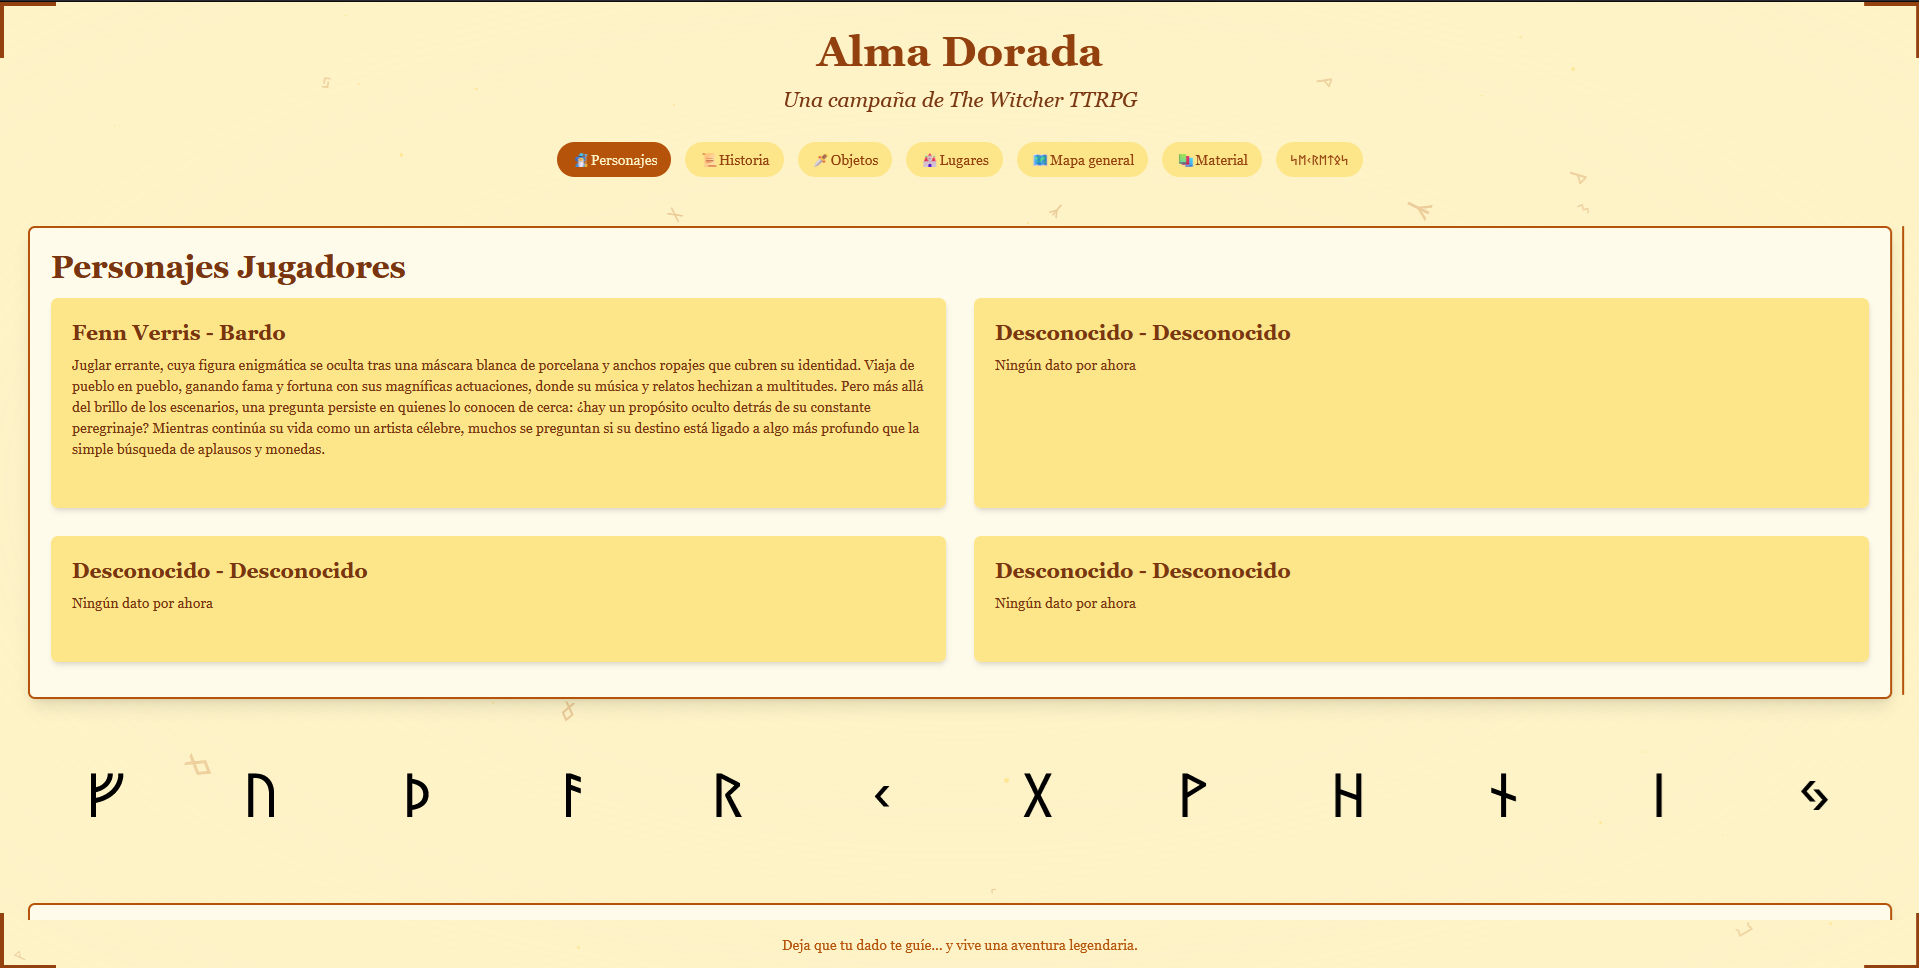 Alma Dorada
Una campaña de The Witcher TTRPG
Personajes
Historia
Objetos
Lugares
Mapa general
Material
ᛋᛖᚲᚱᛖᛏᛟᛋ
Personajes Jugadores
Fenn Verris - Bardo
Juglar errante, cuya figura enigmática se oculta tras una máscara blanca de porcelana y anchos ropajes que cubren su identidad. Viaja de
pueblo en pueblo, ganando fama y fortuna con sus magníficas actuaciones, donde su música y relatos hechizan a multitudes. Pero más allá
del brillo de los escenarios, una pregunta persiste en quienes lo conocen de cerca: ¿hay un propósito oculto detrás de su constante
peregrinaje? Mientras continúa su vida como un artista célebre, muchos se preguntan si su destino está ligado a algo más profundo que la
simple búsqueda de aplausos y monedas.
Desconocido - Desconocido
Ningún dato por ahora
Desconocido - Desconocido
Ningún dato por ahora
Desconocido - Desconocido
Ningún dato por ahora
ᚠ ᚢ ᚦ ᚨ ᚱ ᚲ ᚷ ᚹ ᚺ ᚾ ᛁ ᛃ
Deja que tu dado te guíe... y vive una aventura legendaria.